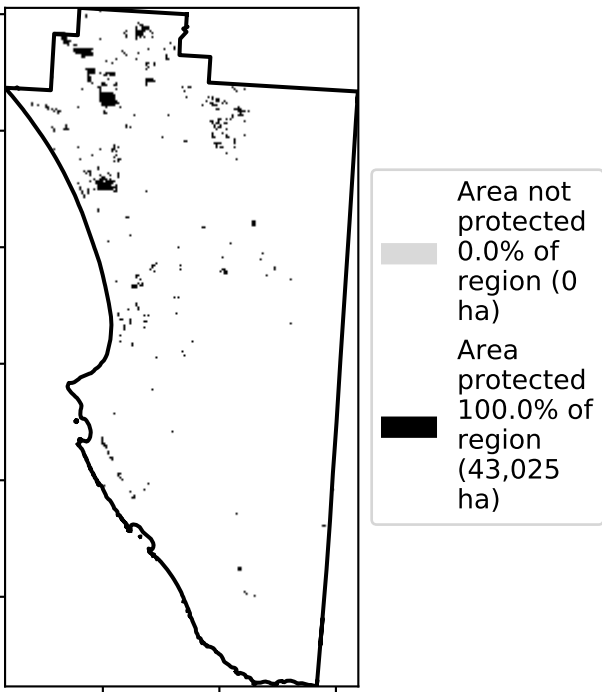 Area not
protected
0.0% of
region (0
ha)
Area
protected
100.0% of
region
(43,025
ha)